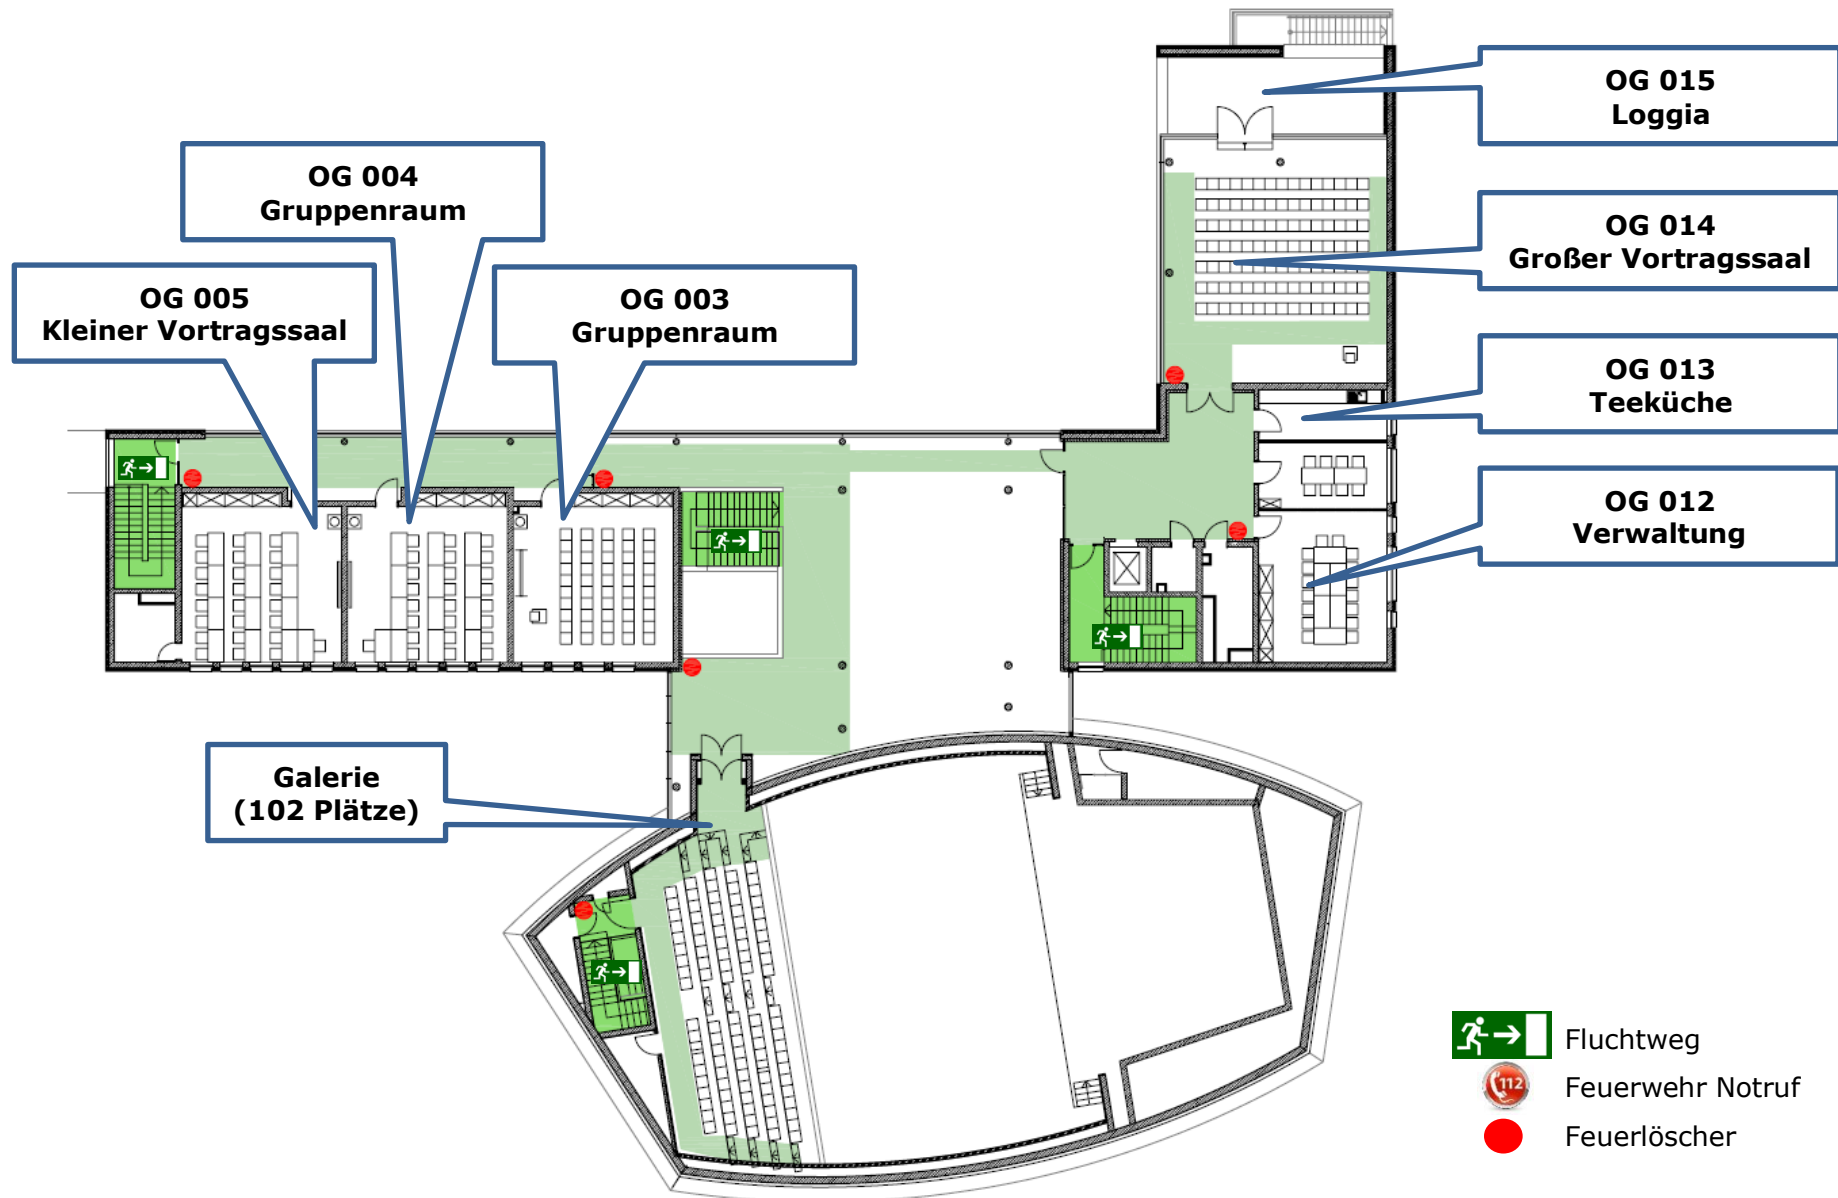 OG 015
Loggia
OG 004
Gruppenraum
OG 014
Großer Vortragssaal
OG 005
Kleiner Vortragssaal
OG 003
Gruppenraum
OG 013
Teeküche
OG 012
Verwaltung
Galerie
(102 Plätze)
Fluchtweg
112
Feuerwehr Notruf
Feuerlöscher